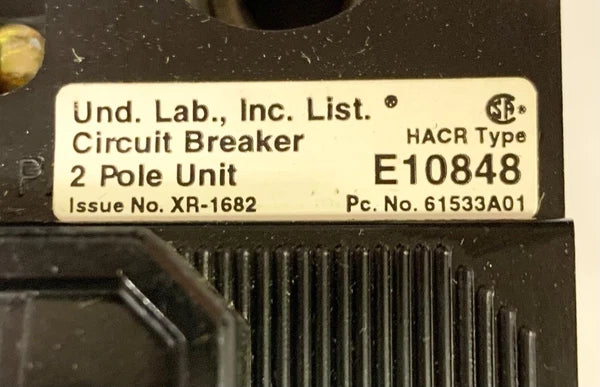 Und. Lab., Inc. List. ®
Circuit Breaker
2 Pole Unit
Issue No. XR-1682
SA ®
HACR Type
E10848
Pc. No. 61533A01
P